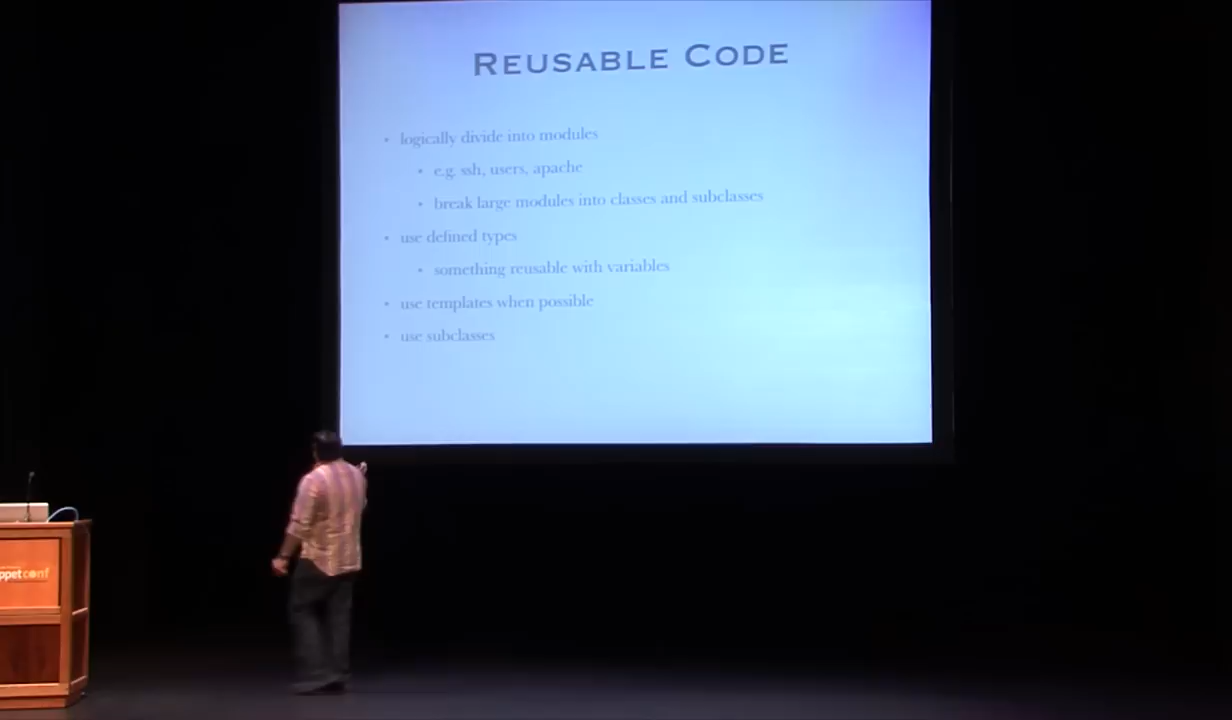 REUSABLE CODE
• logically divide into modules
• e.g. ssh, users, apache
• break large modules into classes and subclasses
• use defined types
• something reusable with variables
• use templates when possible
• use subclasses
ppetconf